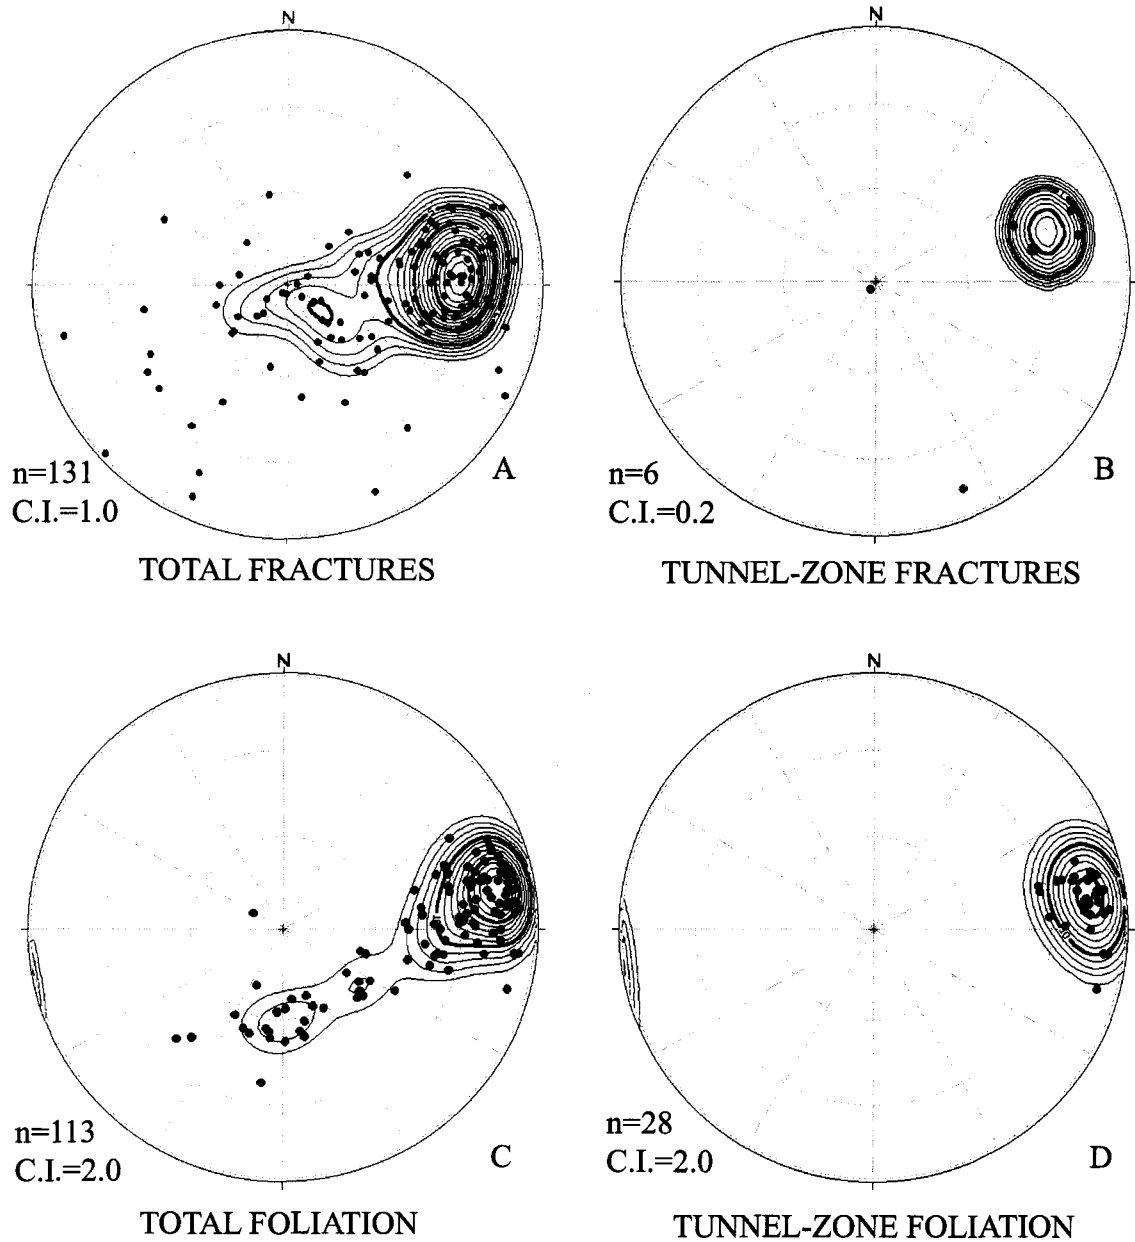 N
n=131
C.I.=1.0
A
TOTAL FRACTURES
N
n=6
C.I.=0.2
B
TUNNEL-ZONE FRACTURES
N
n=113
C.I.=2.0
C
TOTAL FOLIATION
N
n=28
C.I.=2.0
D
TUNNEL-ZONE FOLIATION